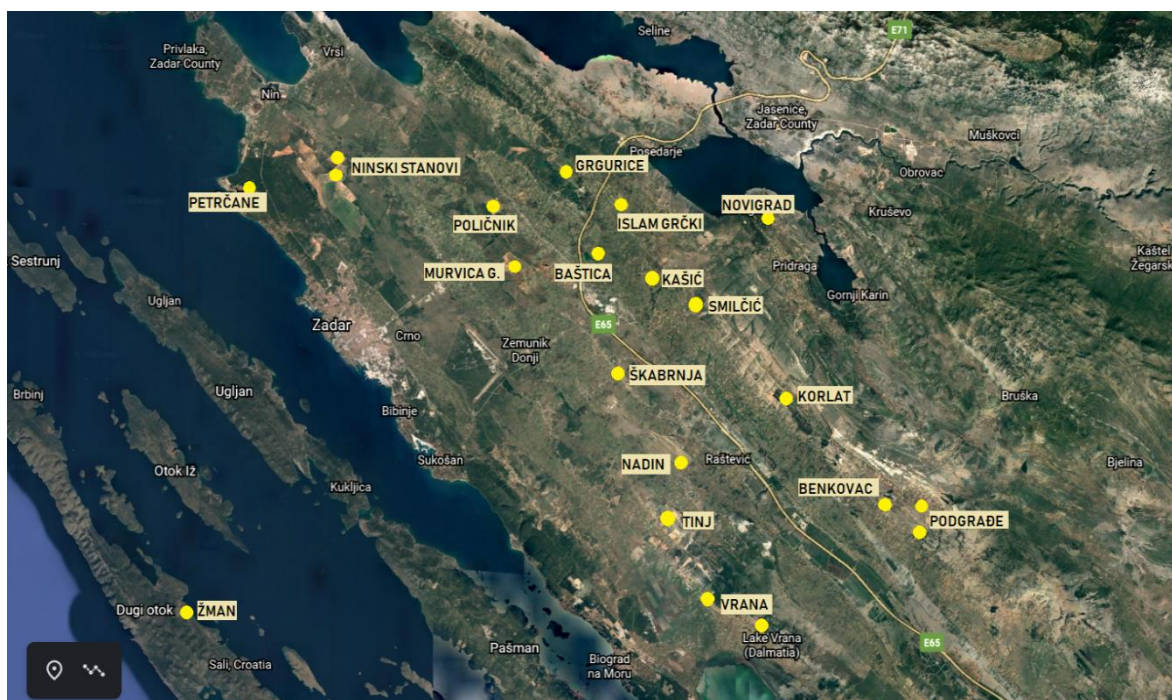 Seline
E71
Privlaka,
Zadar County
Vrsi
Nin
Jasenice,
Zadar County
Muškovci
Posedarje
Obrovac
NINSKI STANOVI
GRGURICE
PETRČANE
POLIČNIK
ISLAM GRČKI
NOVIGRAD
Kruševo
Kaštel
Žegarsk
Sestrunj
MURVICA G.
BAŠTICA
KAŠIĆ
Pridraga
Gornji Karin
Ugljan
SMILČIĆ
Zadar
Crno
E65
Zemunik
Donji
ŠKABRNJA
Brbinj
Ugljan
Bibinje
KORLAT
Bruška
Otok Iž
Sukošan
NADIN
Raštević
Bjelina
Kukljica
BENKOVAC
TINJ
PODGRAĐE
Dugi otok
ŽMAN
VRANA
Lake Vrana
(Dalmatia)
E65
Sali, Croatia
Pašman
Biograd
na Moru